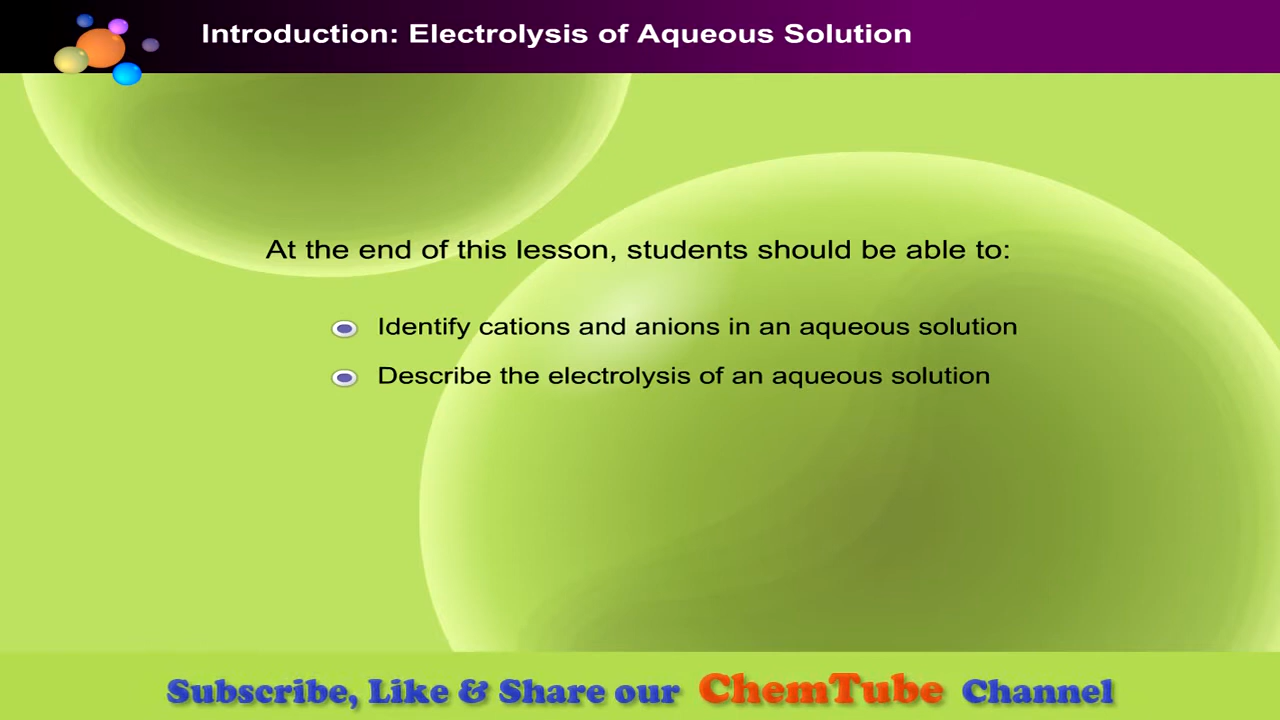 Introduction: Electrolysis of Aqueous Solution
At the end of this lesson, students should be able to:
Identify cations and anions in an aqueous solution
Describe the electrolysis of an aqueous solution
Subscribe, Like & Share our ChemTube Channel